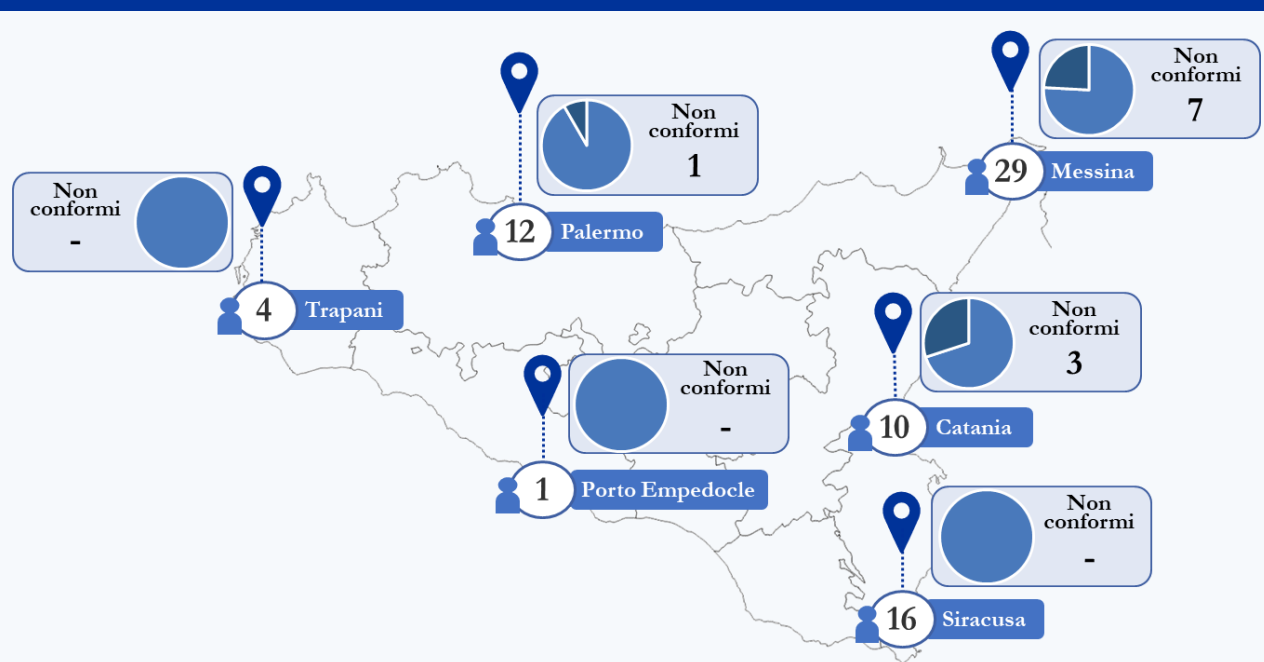 Non
conformi
7
29
Messina
Non
conformi
1
12
Palermo
Non
conformi
-
4
Trapani
Non
conformi
3
10
Catania
Non
conformi
-
1
Porto Empedocle
Non
conformi
-
16
Siracusa